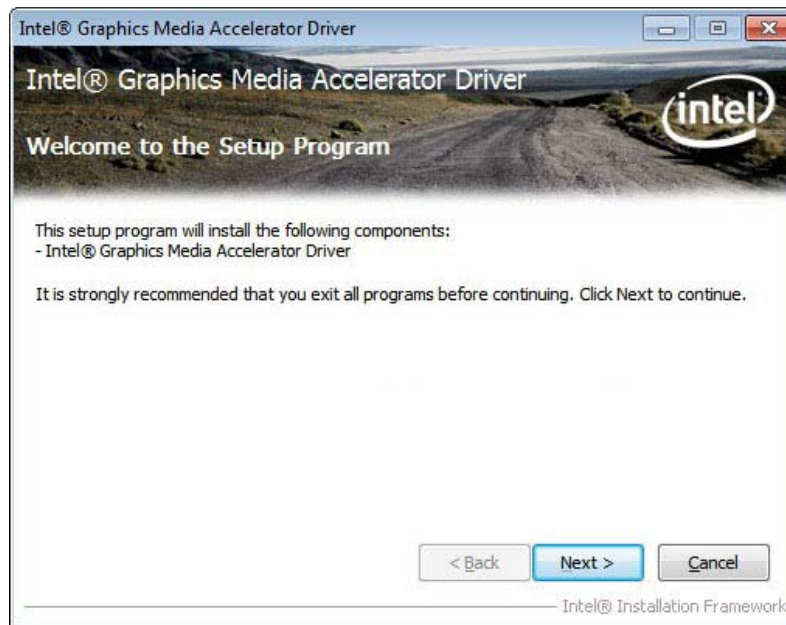 Intel® Graphics Media Accelerator Driver
Intel® Graphics Media Accelerator Driver
intel
Welcome to the Setup Program
This setup program will install the following components:
- Intel® Graphics Media Accelerator Driver
It is strongly recommended that you exit all programs before continuing. Click Next to continue.
< Back
Next >
Cancel
Intel® Installation Framework